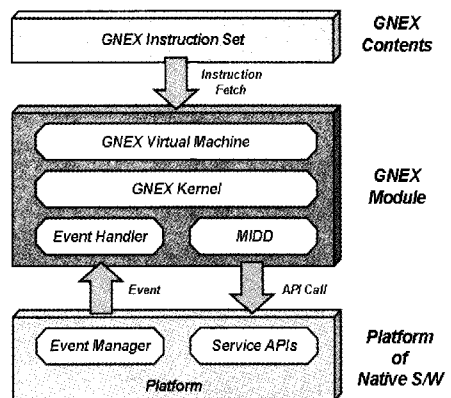 GNEX Instruction Set
GNEX
Contents
Instruction
Fetch
GNEX Virtual Machine
GNEX Kernel
Event Handler
MIDD
GNEX
Module
Event
API Call
Event Manager
Service APIs
Platform
Platform
of
Native S/W